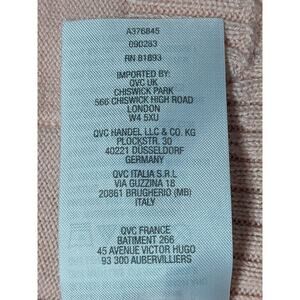 A376845
090283
RN 81893
IMPORTED BY:
QVC UK
CHISWICK PARK
566 CHISWICK HIGH ROAD
LONDON
W4 5XU
QVC HANDEL LLC & CO. KG
PLOCKSTR. 30
40221 DÜSSELDORF
GERMANY
QVC ITALIA S.R.L
VIA GUZZINA 18
20861 BRUGHERIO (MB)
ITALY
QVC FRANCE
BATIMENT 266
45 AVENUE VICTOR HUGO
93 300 AUBERVILLIERS